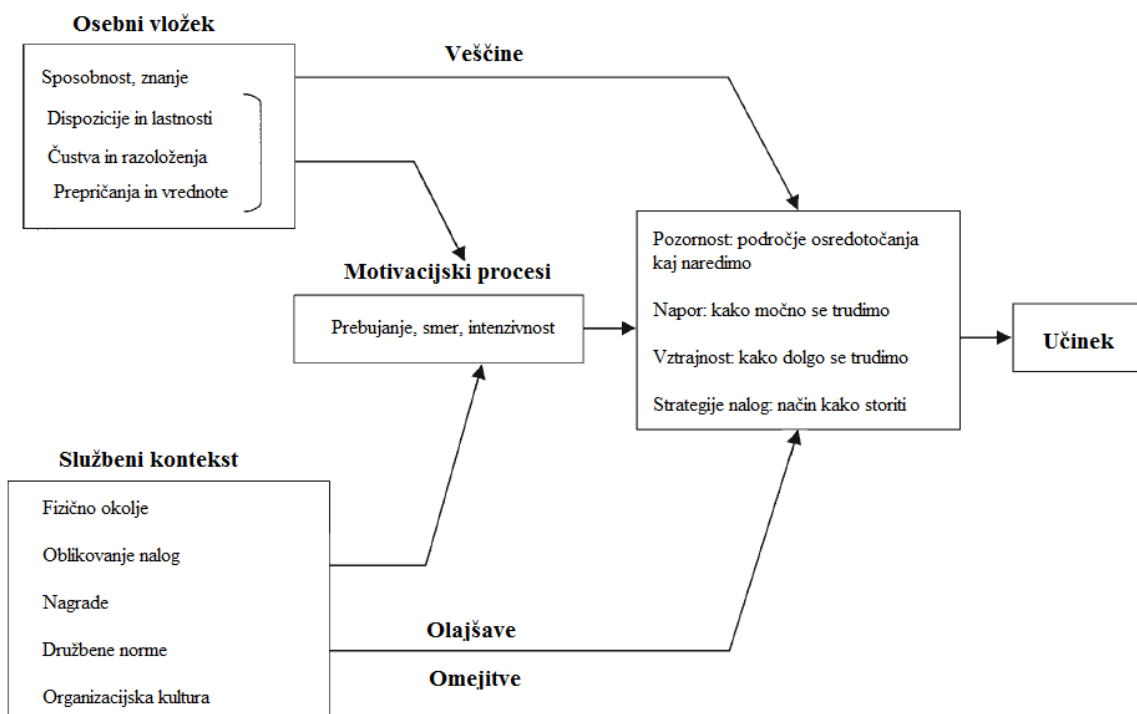 Osebni vložek
Sposobnost, znanje
Dispozicije in lastnosti
Čustva in razoloženja
Prepričanja in vrednote
Veščine
Motivacijski procesi
Prebujanje, smer, intenzivnost
Pozornost: področje osredotočanja
kaj naredimo
Napor: kako močno se trudimo
Vztrajnost: kako dolgo se trudimo
Strategije nalog: način kako storiti
Učinek
Službeni kontekst
Fizično okolje
Oblikovanje nalog
Nagrade
Družbene norme
Organizacijska kultura
Olajšave
Omejitve